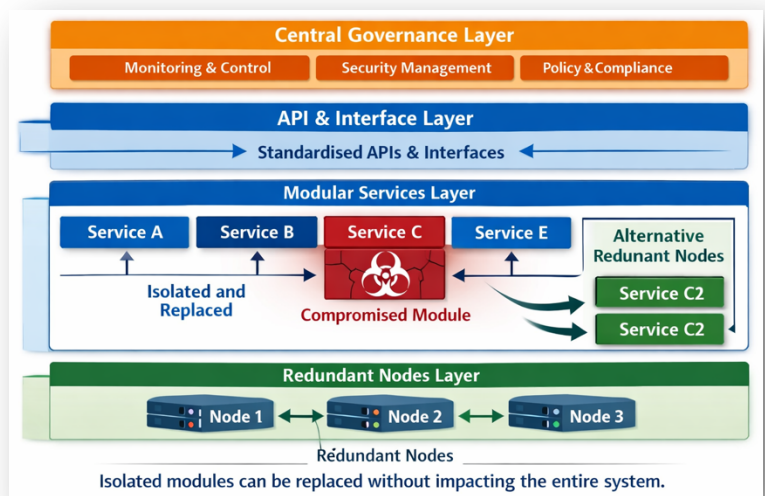 Central Governance Layer
Monitoring & Control
Security Management
Policy & Compliance
API & Interface Layer
Standardised APIs & Interfaces
Modular Services Layer
Service A
Service B
Service C
Service E
Alternative
Redunant Nodes
Isolated and
Replaced
Compromised Module
Service C2
Service C2
Redundant Nodes Layer
Node 1
Node 2
Node 3
Redundant Nodes
Isolated modules can be replaced without impacting the entire system.